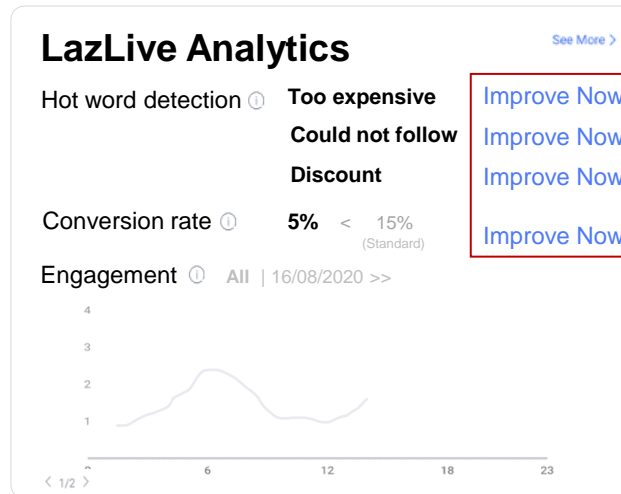 LazLive Analytics
See More >
Hot word detection ⓘ Too expensive Improve Now
Could not follow Improve Now
Discount Improve Now
Conversion rate ⓘ 5% < 15% Improve Now
(Standard)
Engagement ⓘ All | 16/08/2020 >>
4
3
2
1
6 12 18 23
< 1/2 >